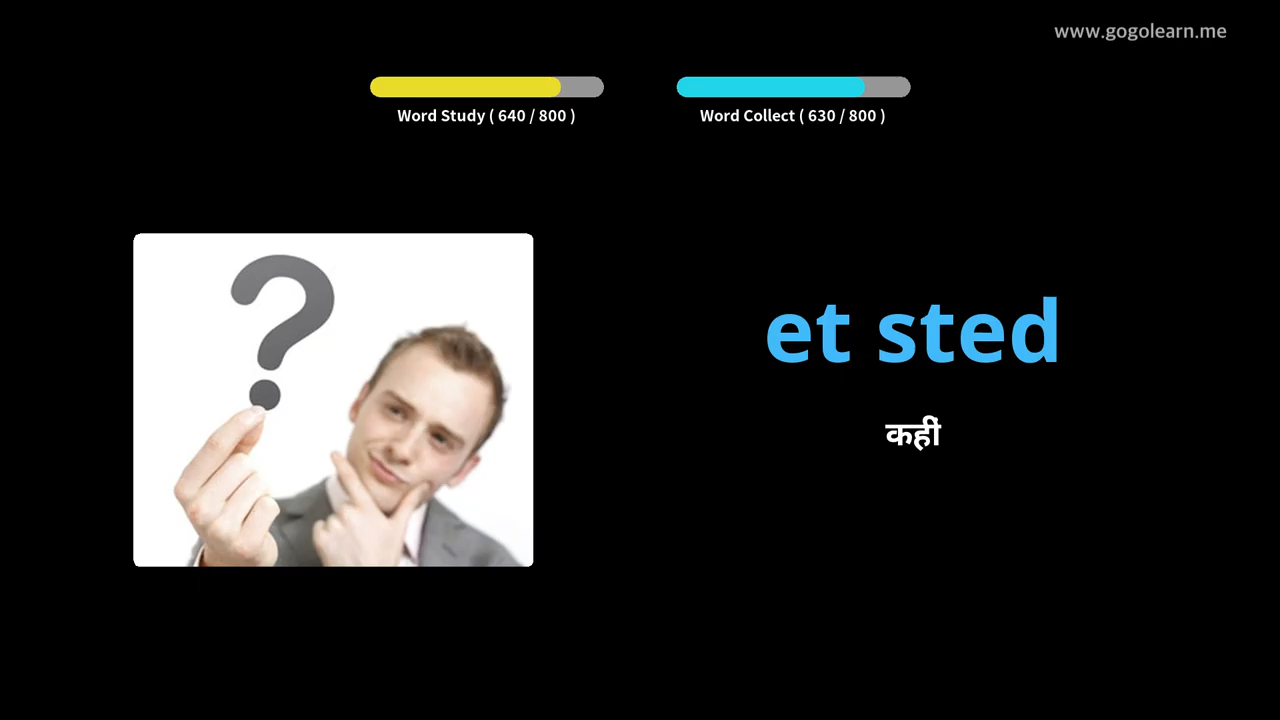 www.gogolearn.me
Word Study ( 640 / 800 )
Word Collect ( 630 / 800 )
et sted
कहीं